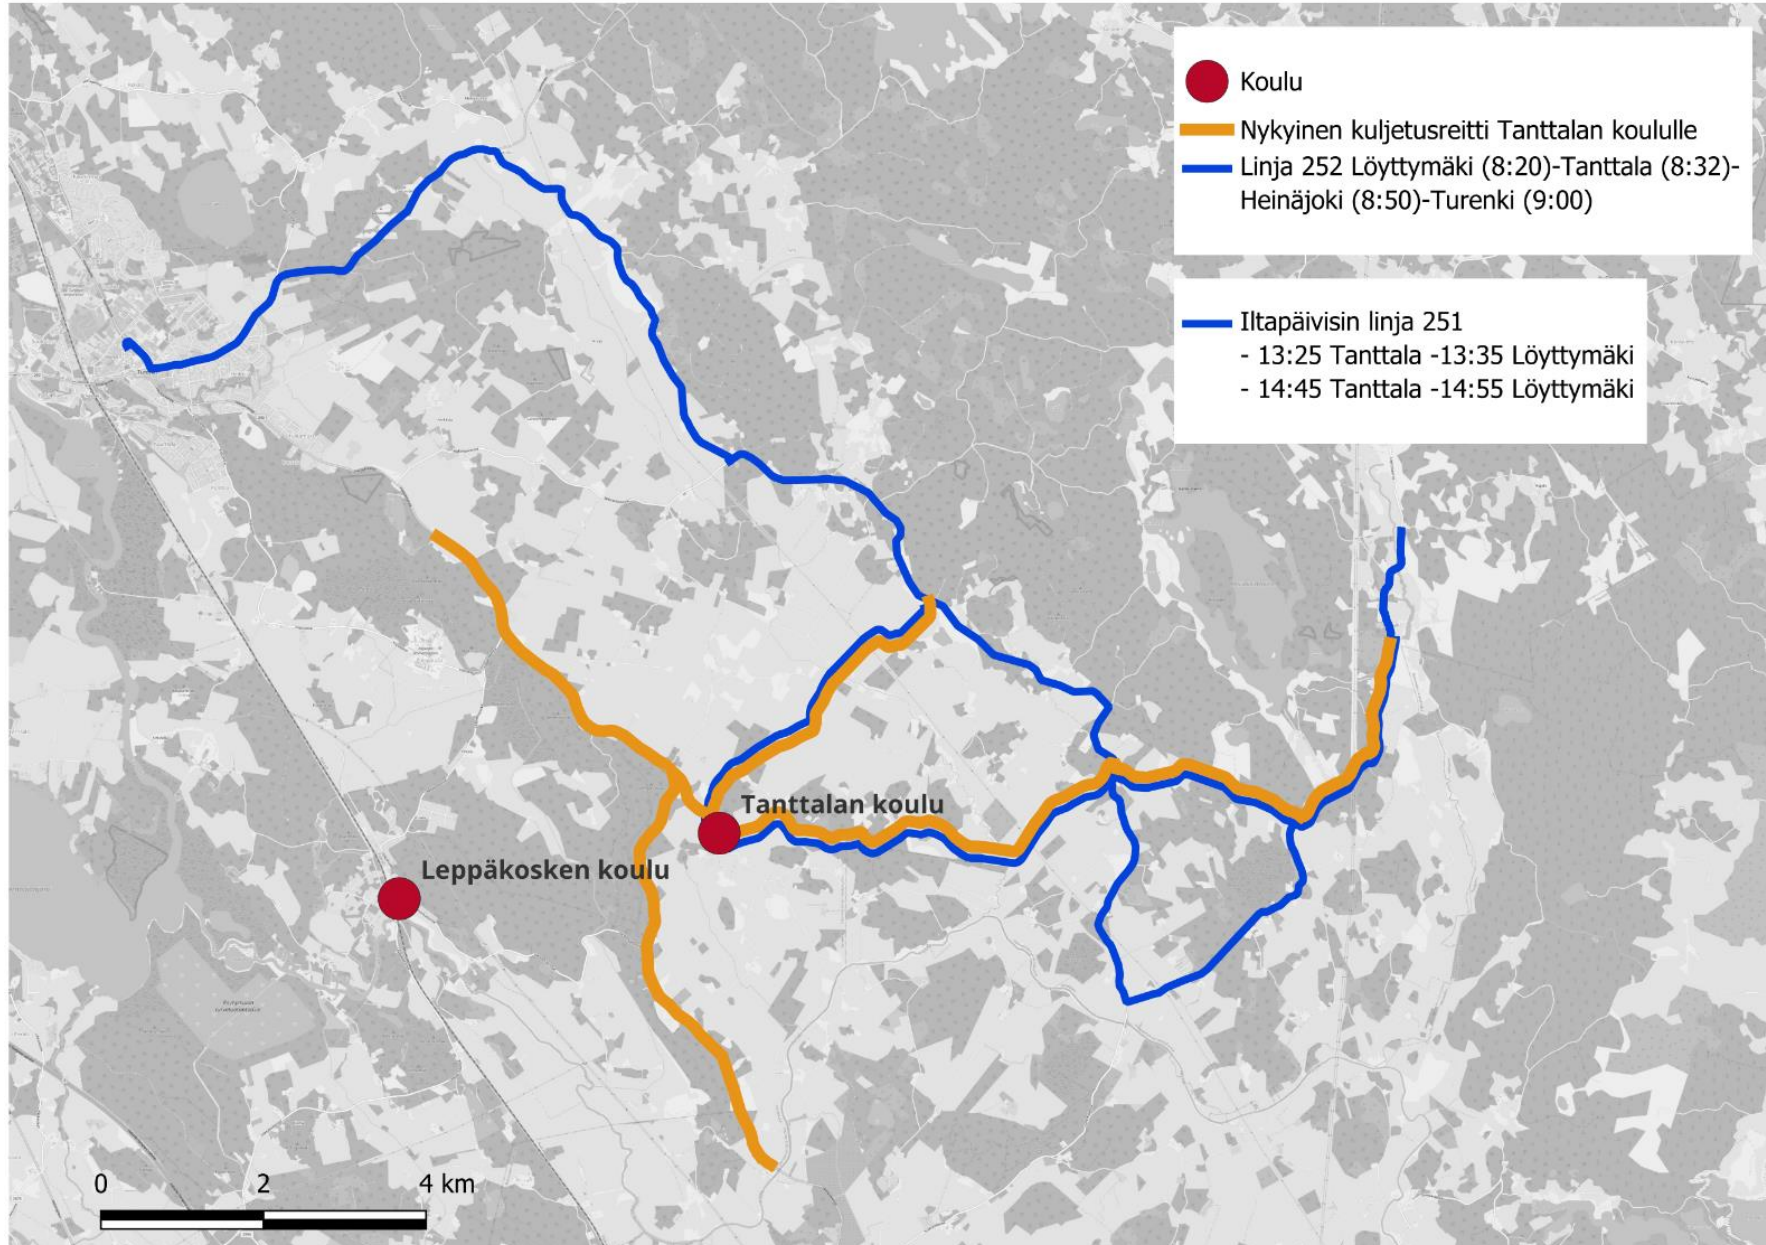 Koulu
Nykyinen kuljetusreitti Tanttalan koululle
Linja 252 Löyttymäki (8:20)-Tanttala (8:32)-
Heinäjoki (8:50)-Turenki (9:00)
Iltapäivisin linja 251
- 13:25 Tanttala -13:35 Löyttymäki
- 14:45 Tanttala -14:55 Löyttymäki
Tanttalan koulu
Leppäkosken koulu
0 2 4 km